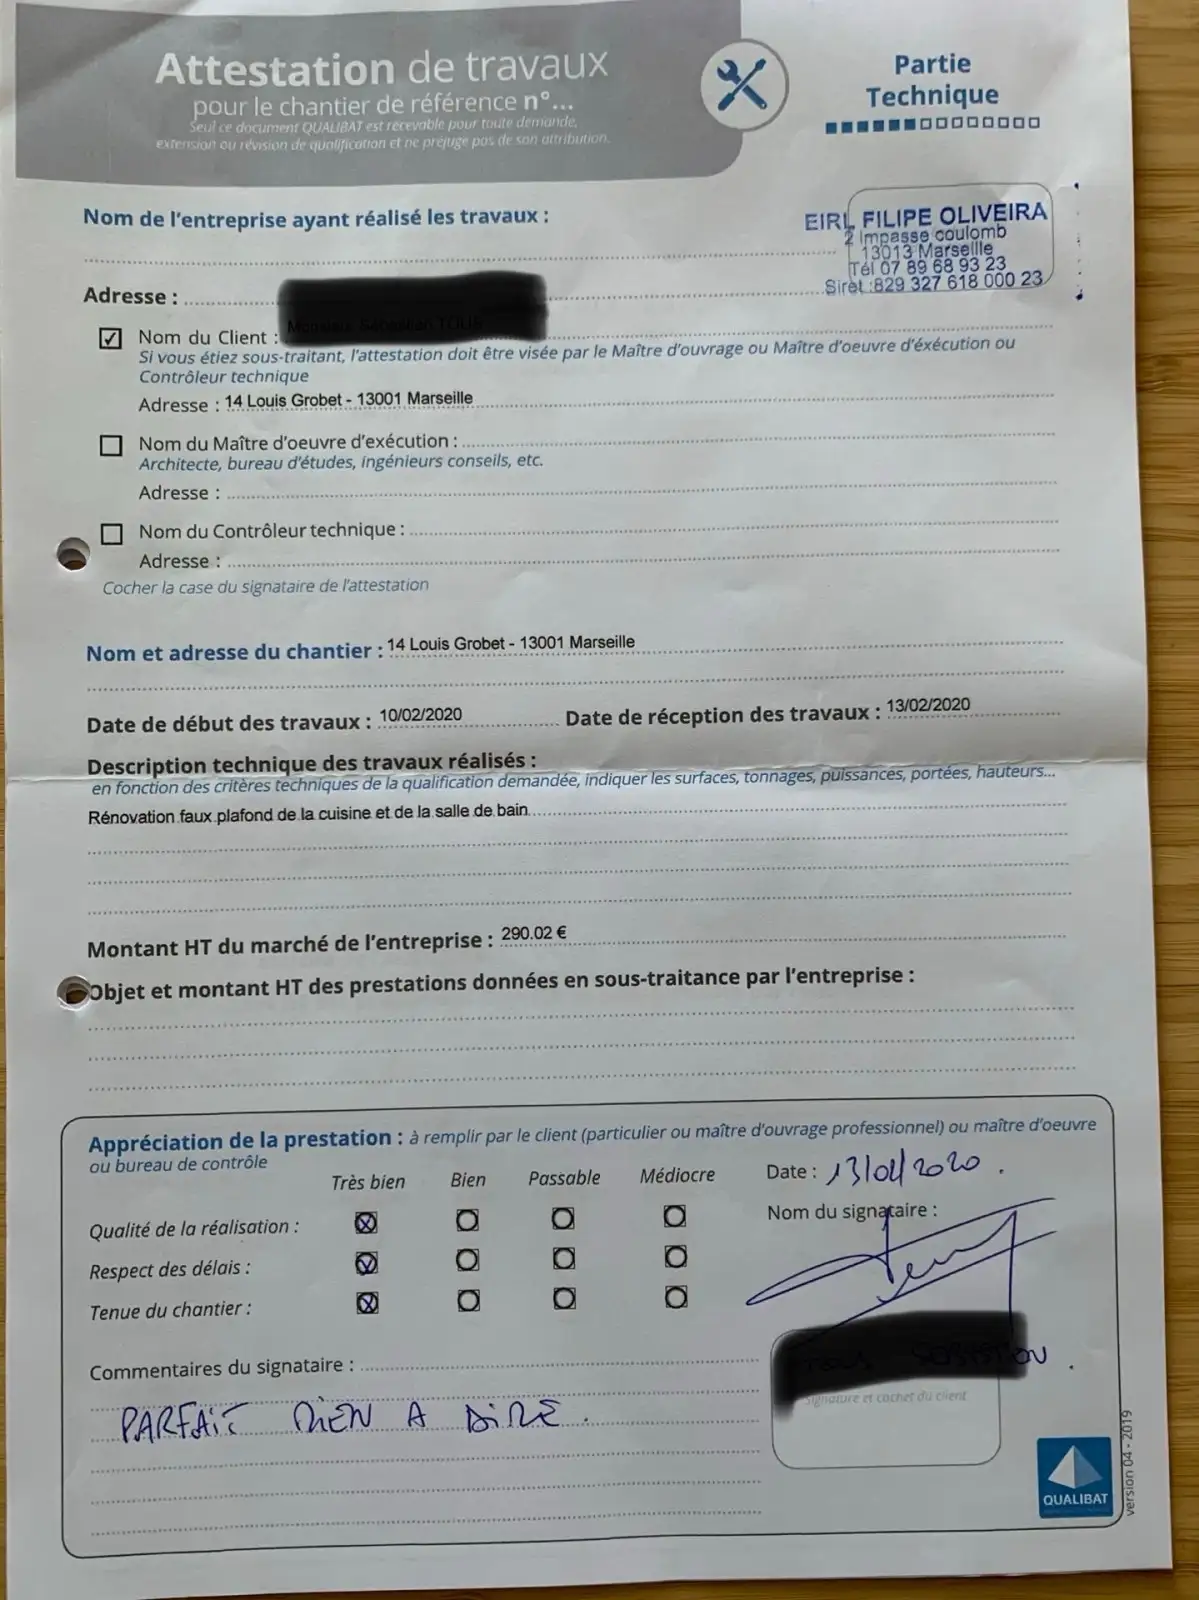 Attestation de travaux
pour le chantier de référence n°...
Seul ce document QUALIBAT est recevable pour toute demande,
extension ou révision de qualification et ne préjuge pas de son attribution.
Partie
Technique
Nom de l'entreprise ayant réalisé les travaux :
EIRL FILIPE OLIVEIRA
2 Impasse coulomb
13013 Marseille
Tél 07 89 68 93 23
Siret :829 327 618 000 23
Adresse :
Nom du Client :
Si vous étiez sous-traitant, l'attestation doit être visée par le Maître d'ouvrage ou Maître d'oeuvre d'éxécution ou
Contrôleur technique
Adresse : 14 Louis Grobet - 13001 Marseille
Nom du Maître d'oeuvre d'exécution :
Architecte, bureau d'études, ingénieurs conseils, etc.
Adresse :
Nom du Contrôleur technique :
Adresse :
Cocher la case du signataire de l'attestation
Nom et adresse du chantier : 14 Louis Grobet - 13001 Marseille
Date de début des travaux : 10/02/2020 Date de réception des travaux : 13/02/2020
Description technique des travaux réalisés :
en fonction des critères techniques de la qualification demandée, indiquer les surfaces, tonnages, puissances, portées, hauteurs...
Rénovation faux plafond de la cuisine et de la salle de bain
Montant HT du marché de l'entreprise : 290.02 €
Objet et montant HT des prestations données en sous-traitance par l'entreprise :
Appréciation de la prestation : à remplir par le client (particulier ou maître d'ouvrage professionnel) ou maître d'oeuvre
ou bureau de contrôle
Très bien Bien Passable Médiocre
Date :
Nom du signataire :
Qualité de la réalisation :
Respect des délais :
Tenue du chantier :
Commentaires du signataire :
PARFAIT RIEN A DIRE.
Signature et cachet du client
QUALIBAT
version 04 - 2019